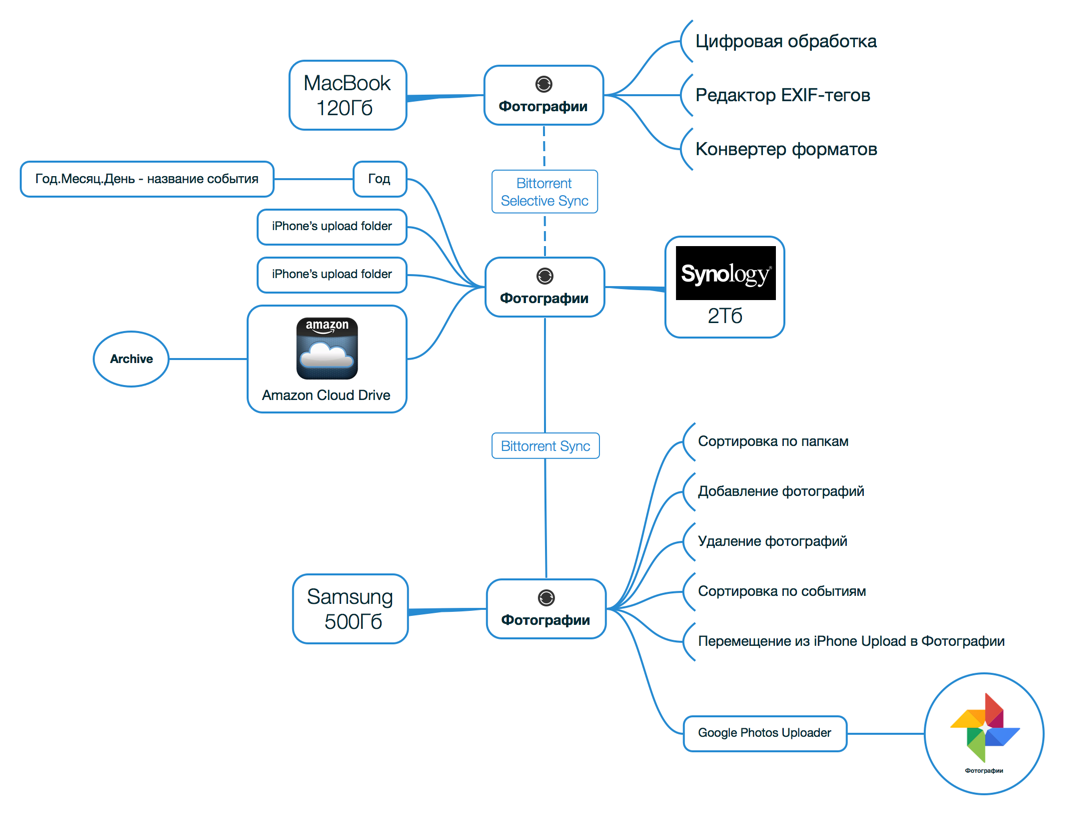 MacBook
120Гб
Фотографии
Цифровая обработка
Редактор EXIF-тегов
Конвертер форматов
Bittorrent
Selective Sync
Год.Месяц.День - название события
Год
iPhone's upload folder
iPhone's upload folder
amazon
Amazon Cloud Drive
Archive
Фотографии
Synology
2Тб
Bittorrent Sync
Samsung
500Гб
Фотографии
Сортировка по папкам
Добавление фотографий
Удаление фотографий
Сортировка по событиям
Перемещение из iPhone Upload в Фотографии
Google Photos Uploader
Фотографии